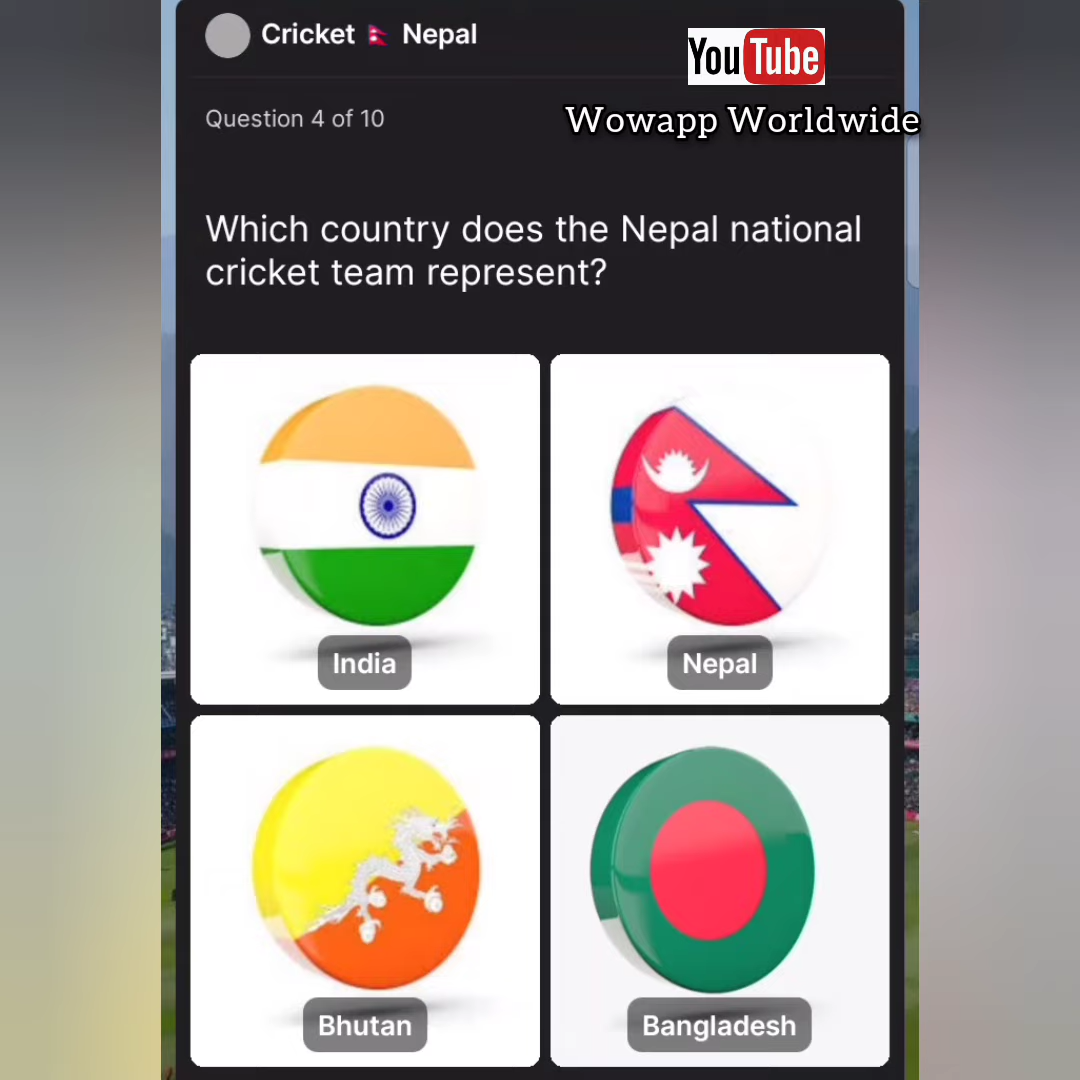 Cricket 🇳🇵 Nepal
YouTube
Question 4 of 10
Wowapp Worldwide
Which country does the Nepal national
cricket team represent?
India
Nepal
Bhutan
Bangladesh